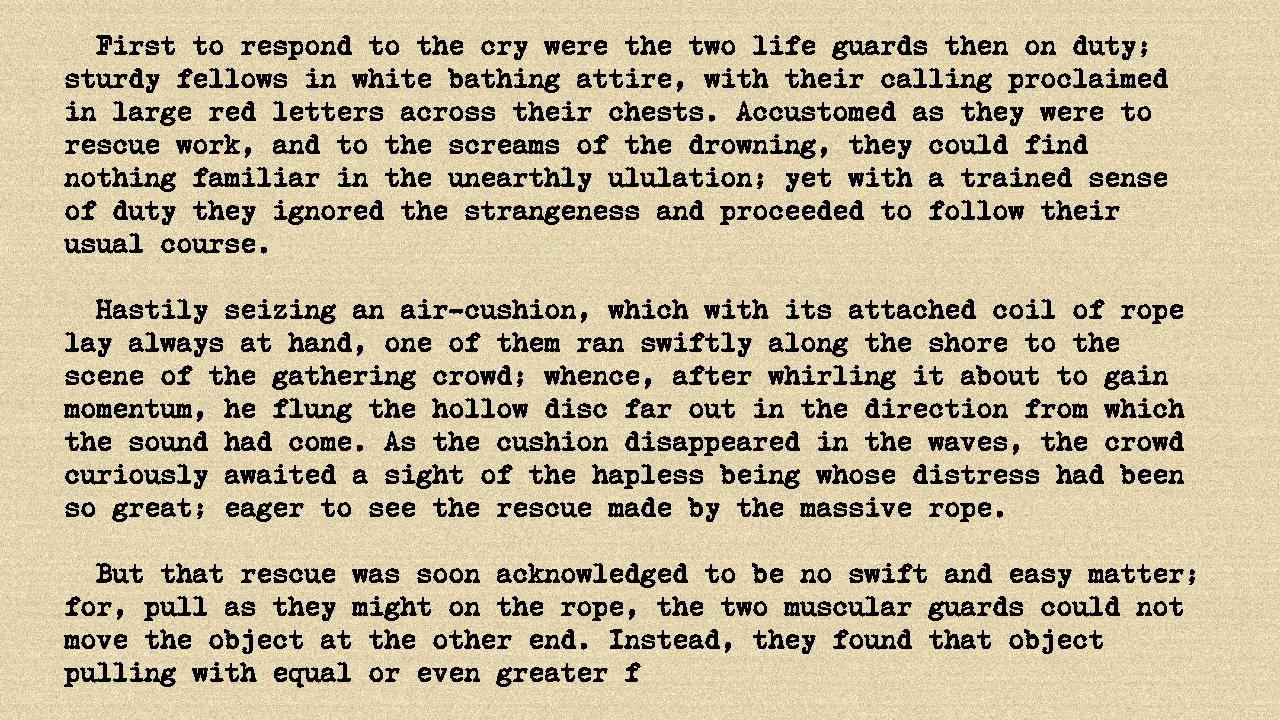 First to respond to the cry were the two life guards then on duty;
sturdy fellows in white bathing attire, with their calling proclaimed
in large red letters across their chests. Accustomed as they were to
rescue work, and to the screams of the drowning, they could find
nothing familiar in the unearthly ululation; yet with a trained sense
of duty they ignored the strangeness and proceeded to follow their
usual course.
Hastily seizing an air-cushion, which with its attached coil of rope
lay always at hand, one of them ran swiftly along the shore to the
scene of the gathering crowd; whence, after whirling it about to gain
momentum, he flung the hollow disc far out in the direction from which
the sound had come. As the cushion disappeared in the waves, the crowd
curiously awaited a sight of the hapless being whose distress had been
so great; eager to see the rescue made by the massive rope.
But that rescue was soon acknowledged to be no swift and easy matter;
for, pull as they might on the rope, the two muscular guards could not
move the object at the other end. Instead, they found that object
pulling with equal or even greater f